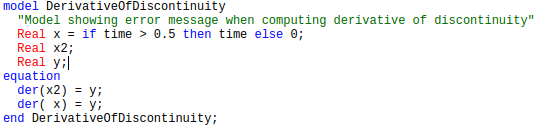 model DerivativeOfDiscontinuity
  "Model showing error message when computing derivative of discontinuity"
  Real x = if time > 0.5 then time else 0;
  Real x2;
  Real y;
equation
  der(x2) = y;
  der( x) = y;
end DerivativeOfDiscontinuity;